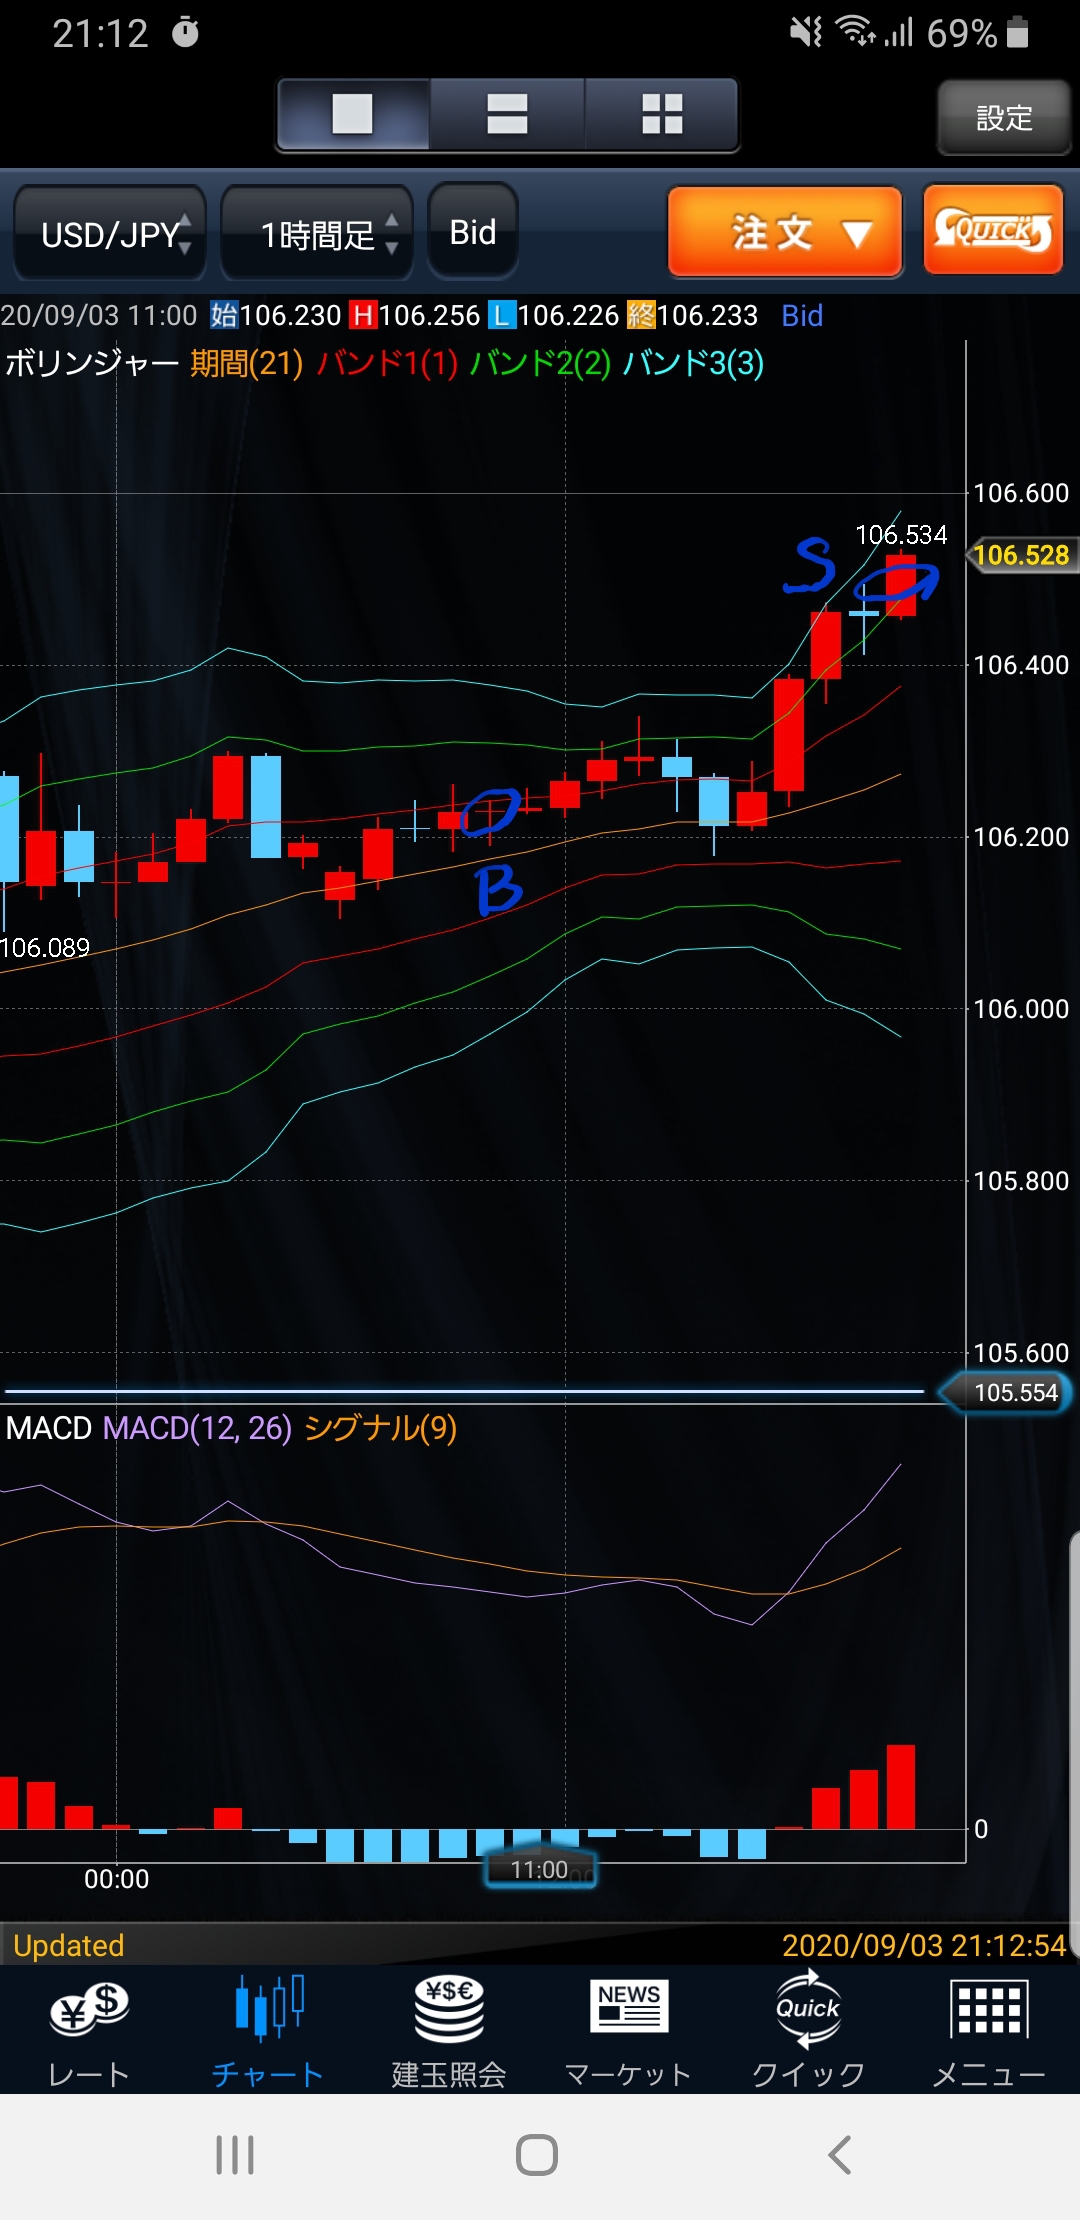 21:12 69%
設定
USD/JPY 1時間足 Bid 注文 ▼ QUICK
20/09/03 11:00 始106.230 H106.256 L106.226 終106.233 Bid
ボリンジャー 期間(21) バンド1(1) バンド2(2) バンド3(3)
106.600
106.534
106.528
S
106.400
106.200
B
106.089
106.000
105.800
105.600
105.554
MACD MACD(12, 26) シグナル(9)
0
00:00 11:00
Updated 2020/09/03 21:12:54
¥$ ¥$€ NEWS Quick
レート チャート 建玉照会 マーケット クイック メニュー